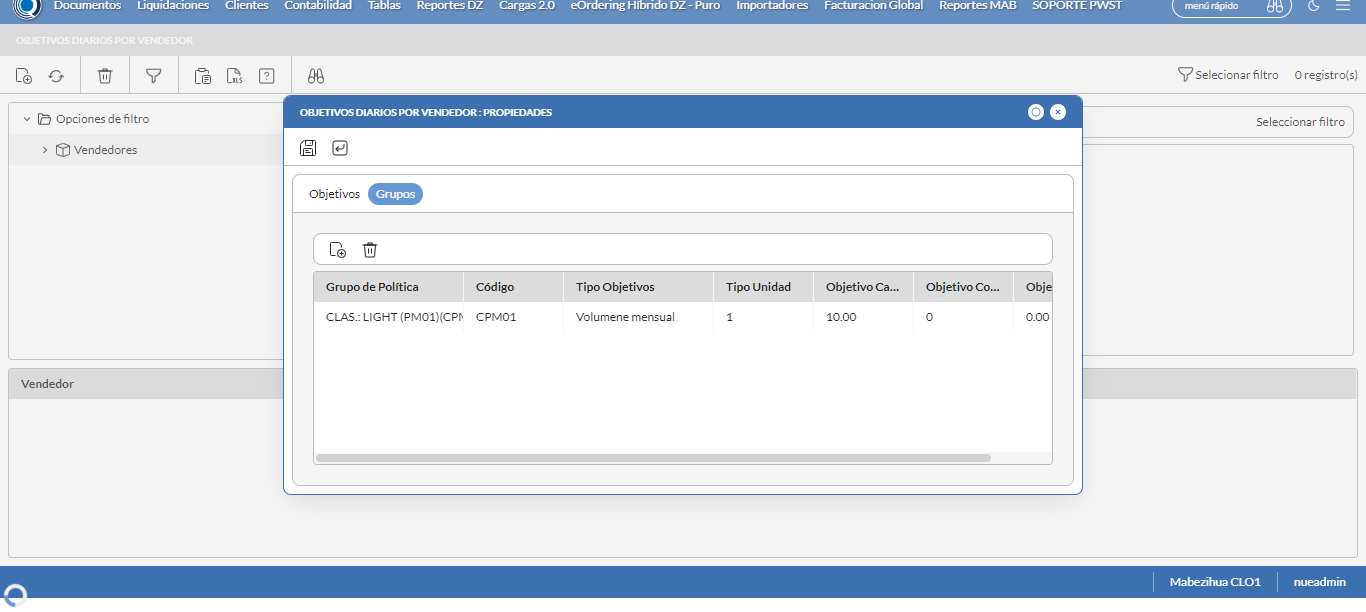 Documentos Liquidaciones Clientes Contabilidad Tablas Reportes DZ Cargas 2.0 eOrdering Híbrido DZ - Puro Importadores Facturacion Global Reportes MAB SOPORTE PWST menú rápido
OBJETIVOS DIARIOS POR VENDEDOR
XLS ? Selecionar filtro 0 registro(s)
Opciones de filtro
Vendedores
Seleccionar filtro
OBJETIVOS DIARIOS POR VENDEDOR : PROPIEDADES
Objetivos Grupos
Grupo de Política Código Tipo Objetivos Tipo Unidad Objetivo Ca... Objetivo Co... Obje
CLAS.: LIGHT (PM01)(CPM CPM01 Volumene mensual 1 10.00 0 0.00
Vendedor
Mabezihua CLO1 nueadmin